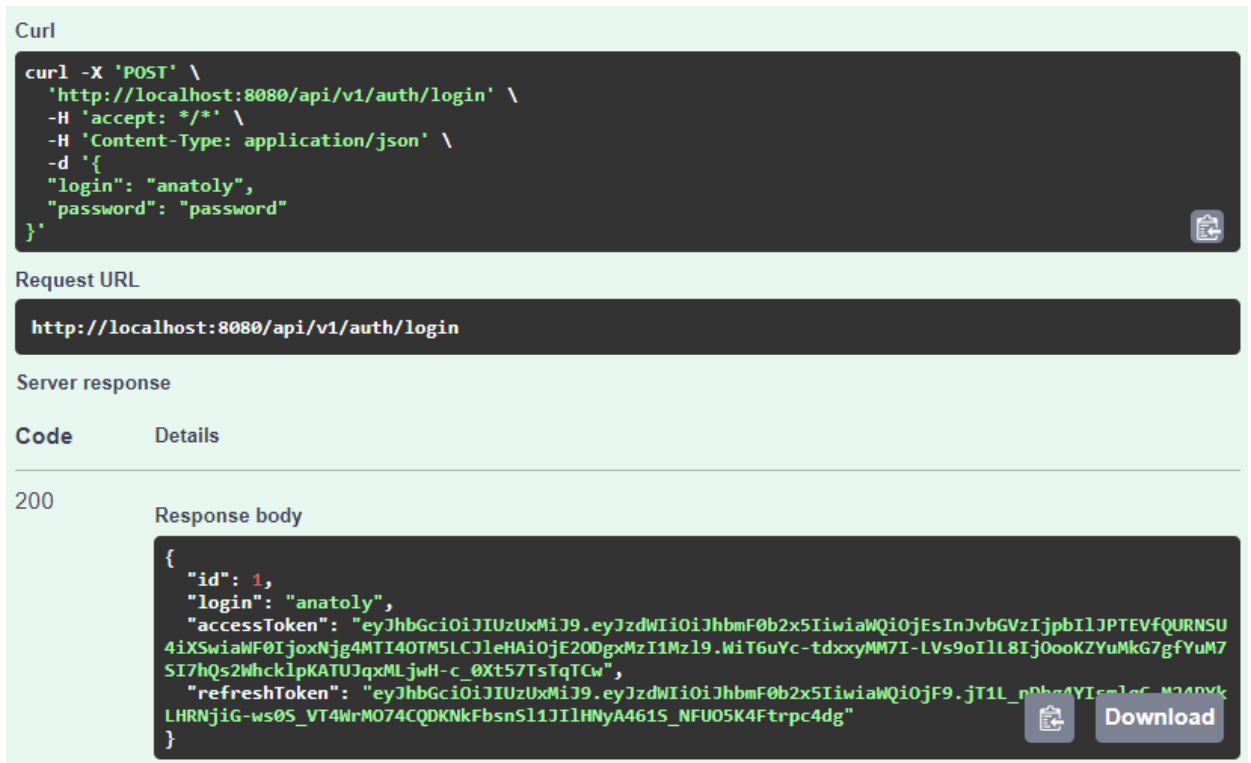 Curl
curl -X 'POST' \
'http://localhost:8080/api/v1/auth/login' \
-H 'accept: */*' \
-H 'Content-Type: application/json' \
-d '{
"login": "anatoly",
"password": "password"
}'
Request URL
http://localhost:8080/api/v1/auth/login
Server response
Code Details
200
Response body
{
"id": 1,
"login": "anatoly",
"accessToken": "eyJhbGciOiJIUzUxMiJ9.eyJzdWIiOiJhbmF0b2x5IiwiaWQiOjEsInJvbGVzIjpbIlJPTEVfQURNSU
4iXSwiaWF0IjoxNjg4MTI4OTM5LCJleHAiOjE2ODgxMzI1Mzl9.WiT6uYc-tdxxyMM7I-LVs9oIlL8IjOooKZYuMkG7gfYuM7
SI7hQs2WhcklpKATUJqxMLjwH-c_0Xt57TsTqTCw",
"refreshToken": "eyJhbGciOiJIUzUxMiJ9.eyJzdWIiOiJhbmF0b2x5IiwiaWQiOjF9.jT1L_
LHRNjiG-ws0S_VT4WrMO74CQDKNkFbsnSl1JIlHNyA461S_NFUO5K4Ftrpc4dg"
Download
}